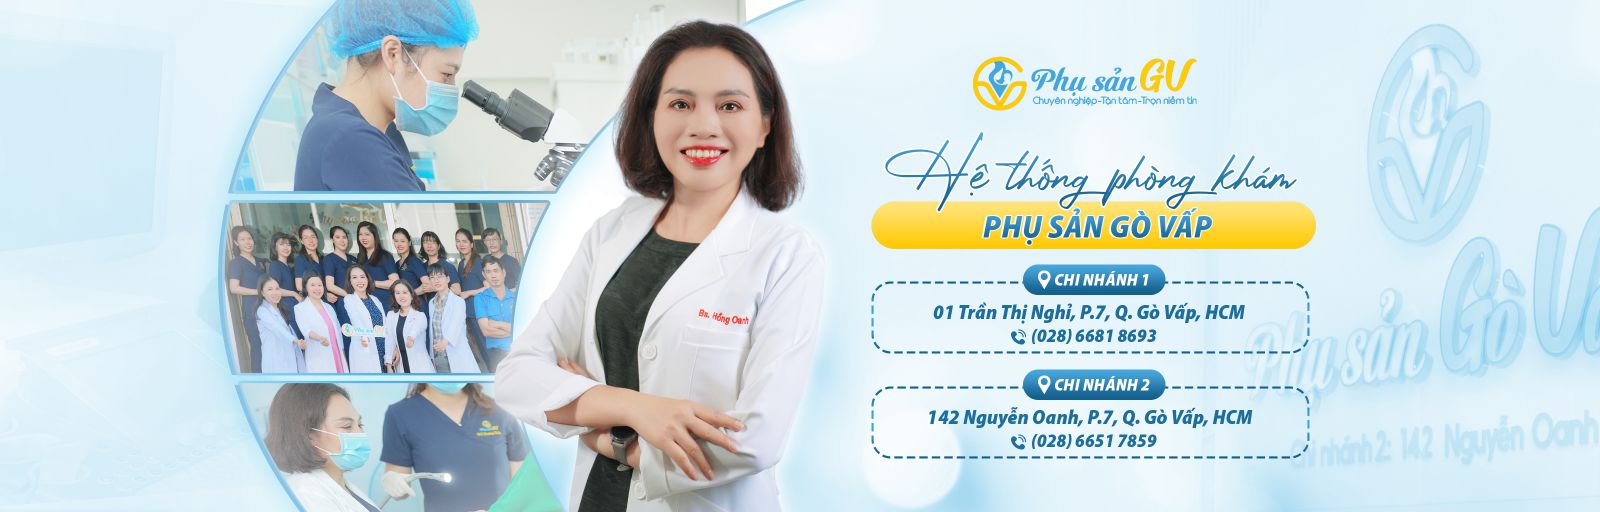 Phụ sản GV
Chuyên nghiệp-Tận tâm-Trọn niềm tin
Hệ thống phòng khám
PHỤ SẢN GÒ VẤP
CHI NHÁNH 1
01 Trần Thị Nghỉ, P.7, Q. Gò Vấp, HCM
(028) 6681 8693
CHI NHÁNH 2
142 Nguyễn Oanh, P.7, Q. Gò Vấp, HCM
(028) 6651 7859
Bs. Hồng Oanh
Phụ sản Gò Vấ
Chi nhánh 2: 142 Nguyễn Oanh